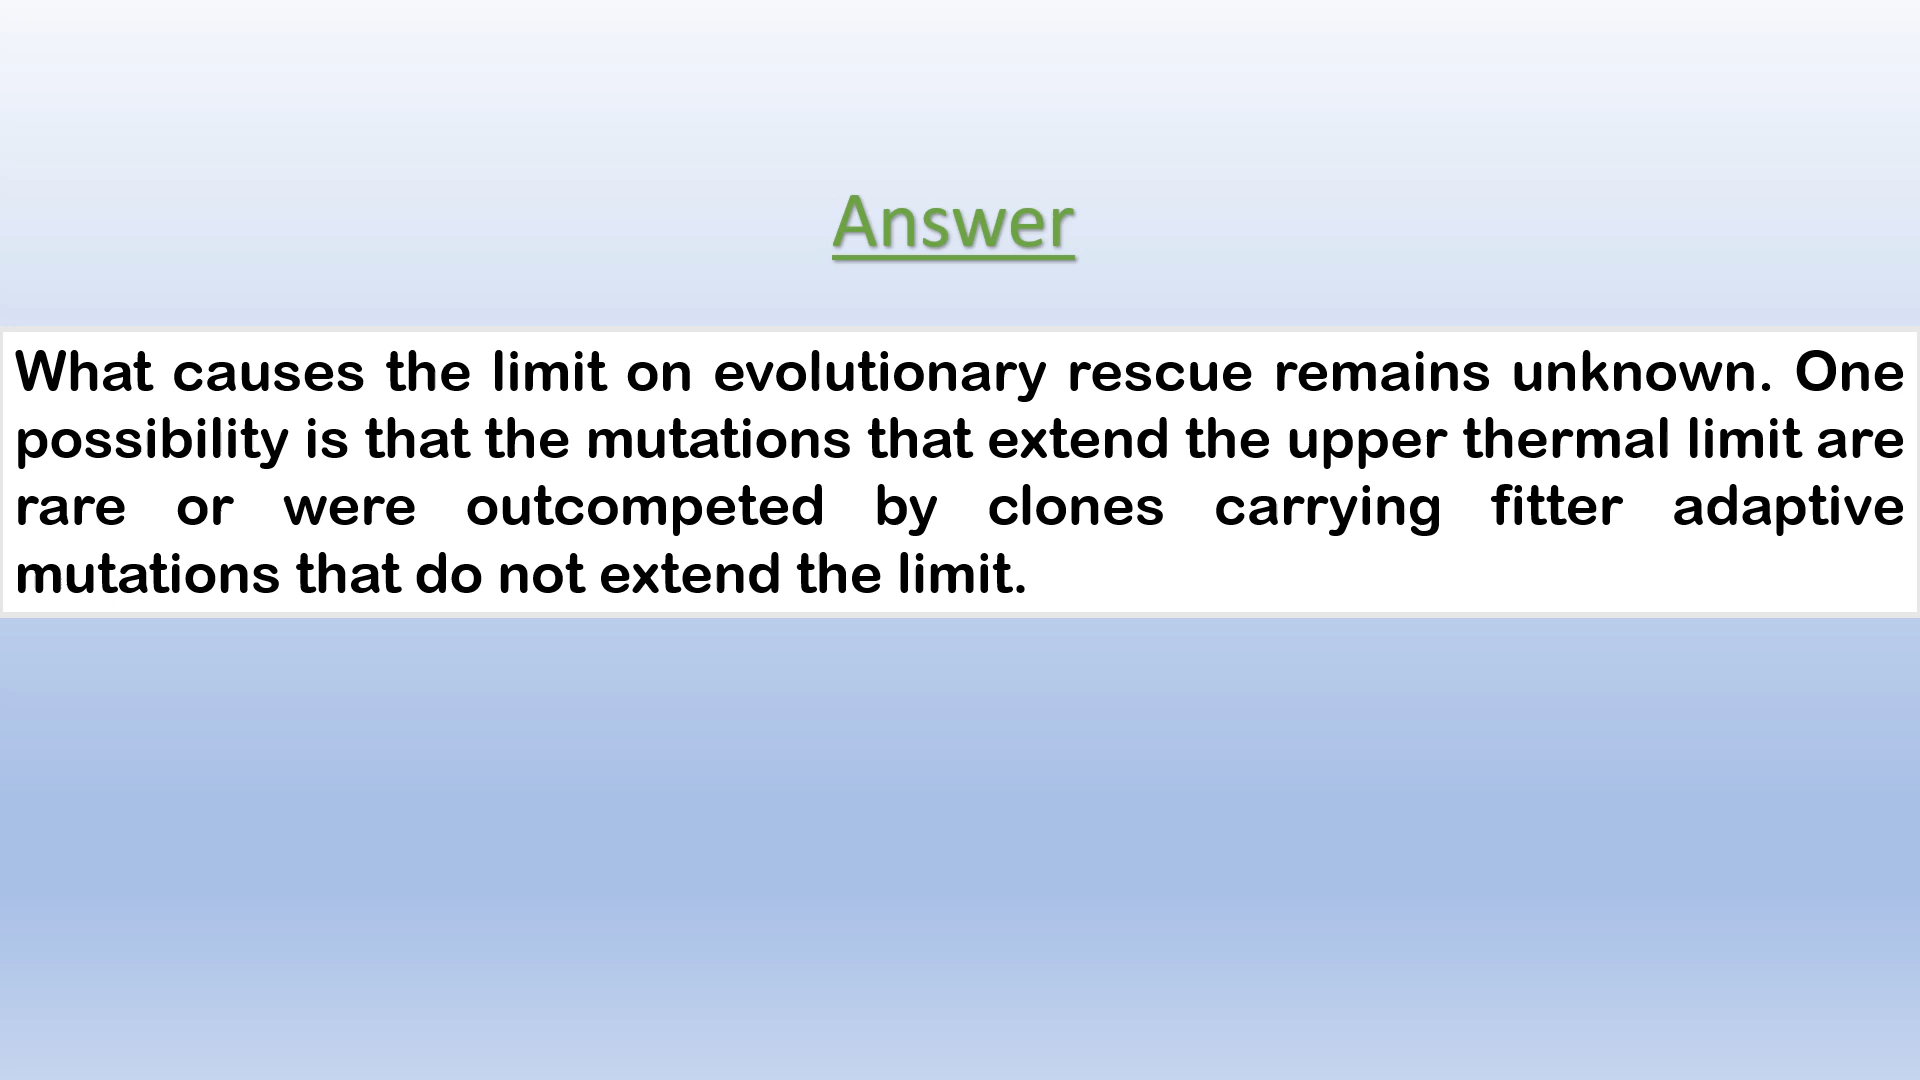 Answer
What causes the limit on evolutionary rescue remains unknown. One
possibility is that the mutations that extend the upper thermal limit are
rare or were outcompeted by clones carrying fitter adaptive
mutations that do not extend the limit.